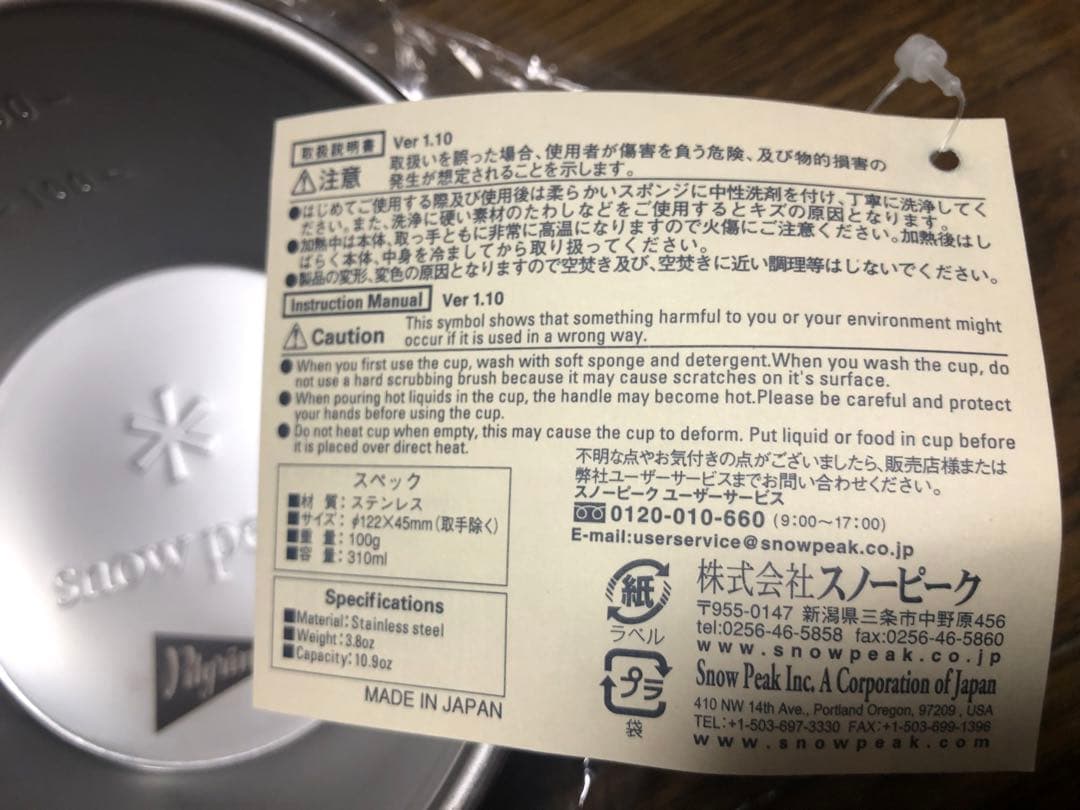 100
取扱説明書 Ver 1.10
注意 取扱いを誤った場合、使用者が傷害を負う危険、及び物的損害の
発生が想定されることを示します。
●はじめてご使用する際及び使用後は柔らかいスポンジに中性洗剤を付け、丁寧に洗浄してく
ださい。また、洗浄に硬い素材のたわしなどをご使用するとキズの原因となります。
●加熱中は本体、取っ手ともに非常に高温になりますので火傷にご注意ください。加熱後はし
ばらく本体、中身を冷ましてから取り扱ってください。
●製品の変形、変色の原因となりますので空焚き及び、空焚きに近い調理等はしないでください。
Instruction Manual Ver 1.10
Caution This symbol shows that something harmful to you or your environment might
occur if it is used in a wrong way.
● When you first use the cup, wash with soft sponge and detergent.When you wash the cup, do
not use a hard scrubbing brush because it may cause scratches on it's surface.
● When pouring hot liquids in the cup, the handle may become hot.Please be careful and protect
your hands before using the cup.
● Do not heat cup when empty, this may cause the cup to deform. Put liquid or food in cup before
it is placed over direct heat.
スペック
■材 質：ステンレス
■サイズ：φ122×45mm(取手除く)
■重 量：100g
■容 量：310ml
Specifications
■Material: Stainless steel
■Weight: 3.8oz
■Capacity: 10.9oz
MADE IN JAPAN
不明な点やお気付きの点がございましたら、販売店様または
弊社ユーザーサービスまでお問い合わせください。
スノーピーク ユーザーサービス
0120-010-660 (9:00〜17:00)
E-mail:userservice@snowpeak.co.jp
紙
ラベル
プラ
袋
株式会社スノーピーク
〒955-0147 新潟県三条市中野原456
tel:0256-46-5858 fax:0256-46-5860
www.snowpeak.co.jp
Snow Peak Inc. A Corporation of Japan
410 NW 14th Ave., Portland Oregon, 97209 , USA
TEL:+1-503-697-3330 FAX:+1-503-699-1396
www.snowpeak.com
snow pe